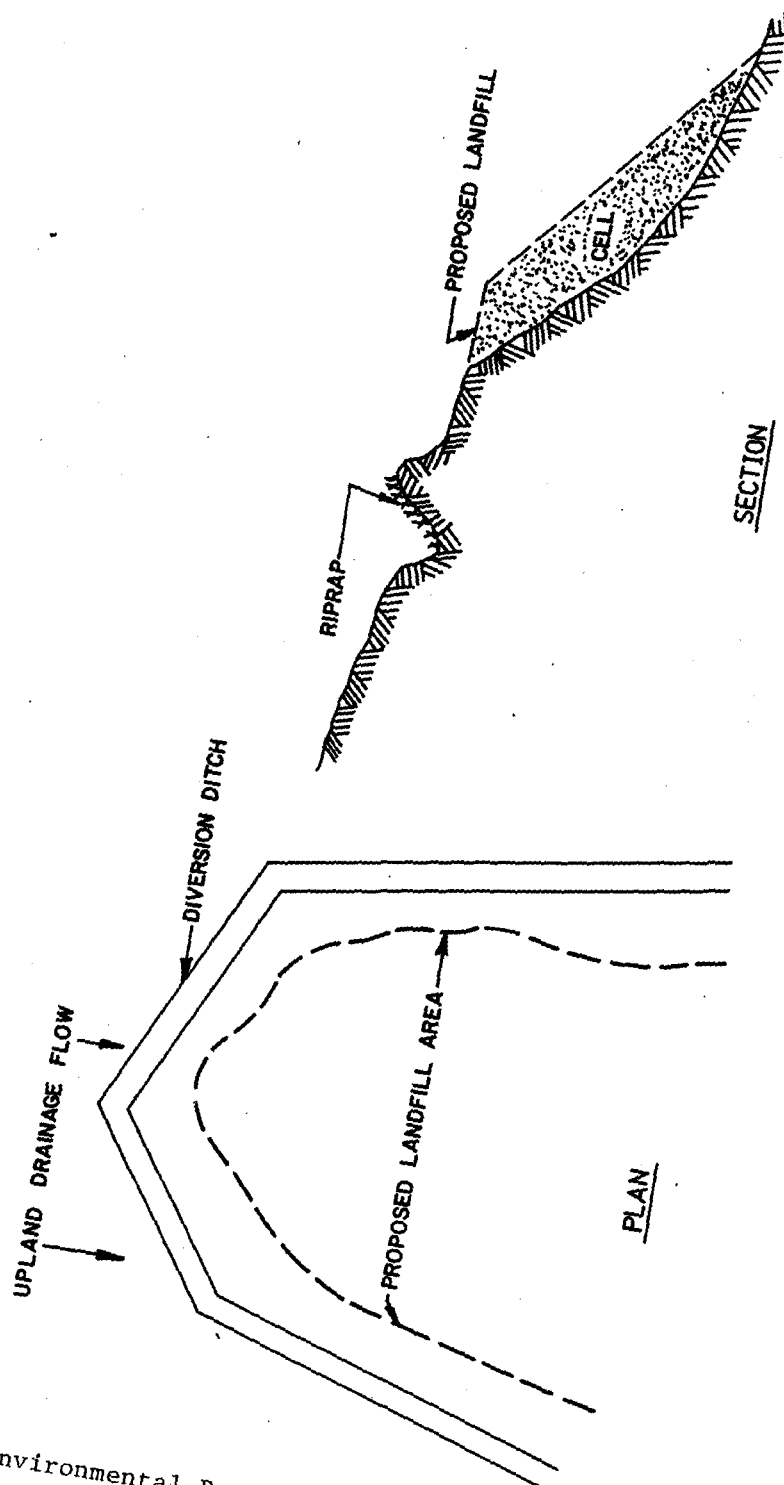 UPLAND DRAINAGE FLOW
DIVERSION DITCH
PROPOSED LANDFILL AREA
PLAN
RIPRAP
PROPOSED LANDFILL
CELL
SECTION
nvironmental